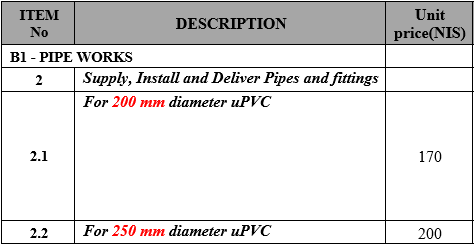 ITEM No DESCRIPTION Unit price(NIS)
B1 - PIPE WORKS
2 Supply, Install and Deliver Pipes and fittings
2.1 For 200 mm diameter uPVC 170
2.2 For 250 mm diameter uPVC 200